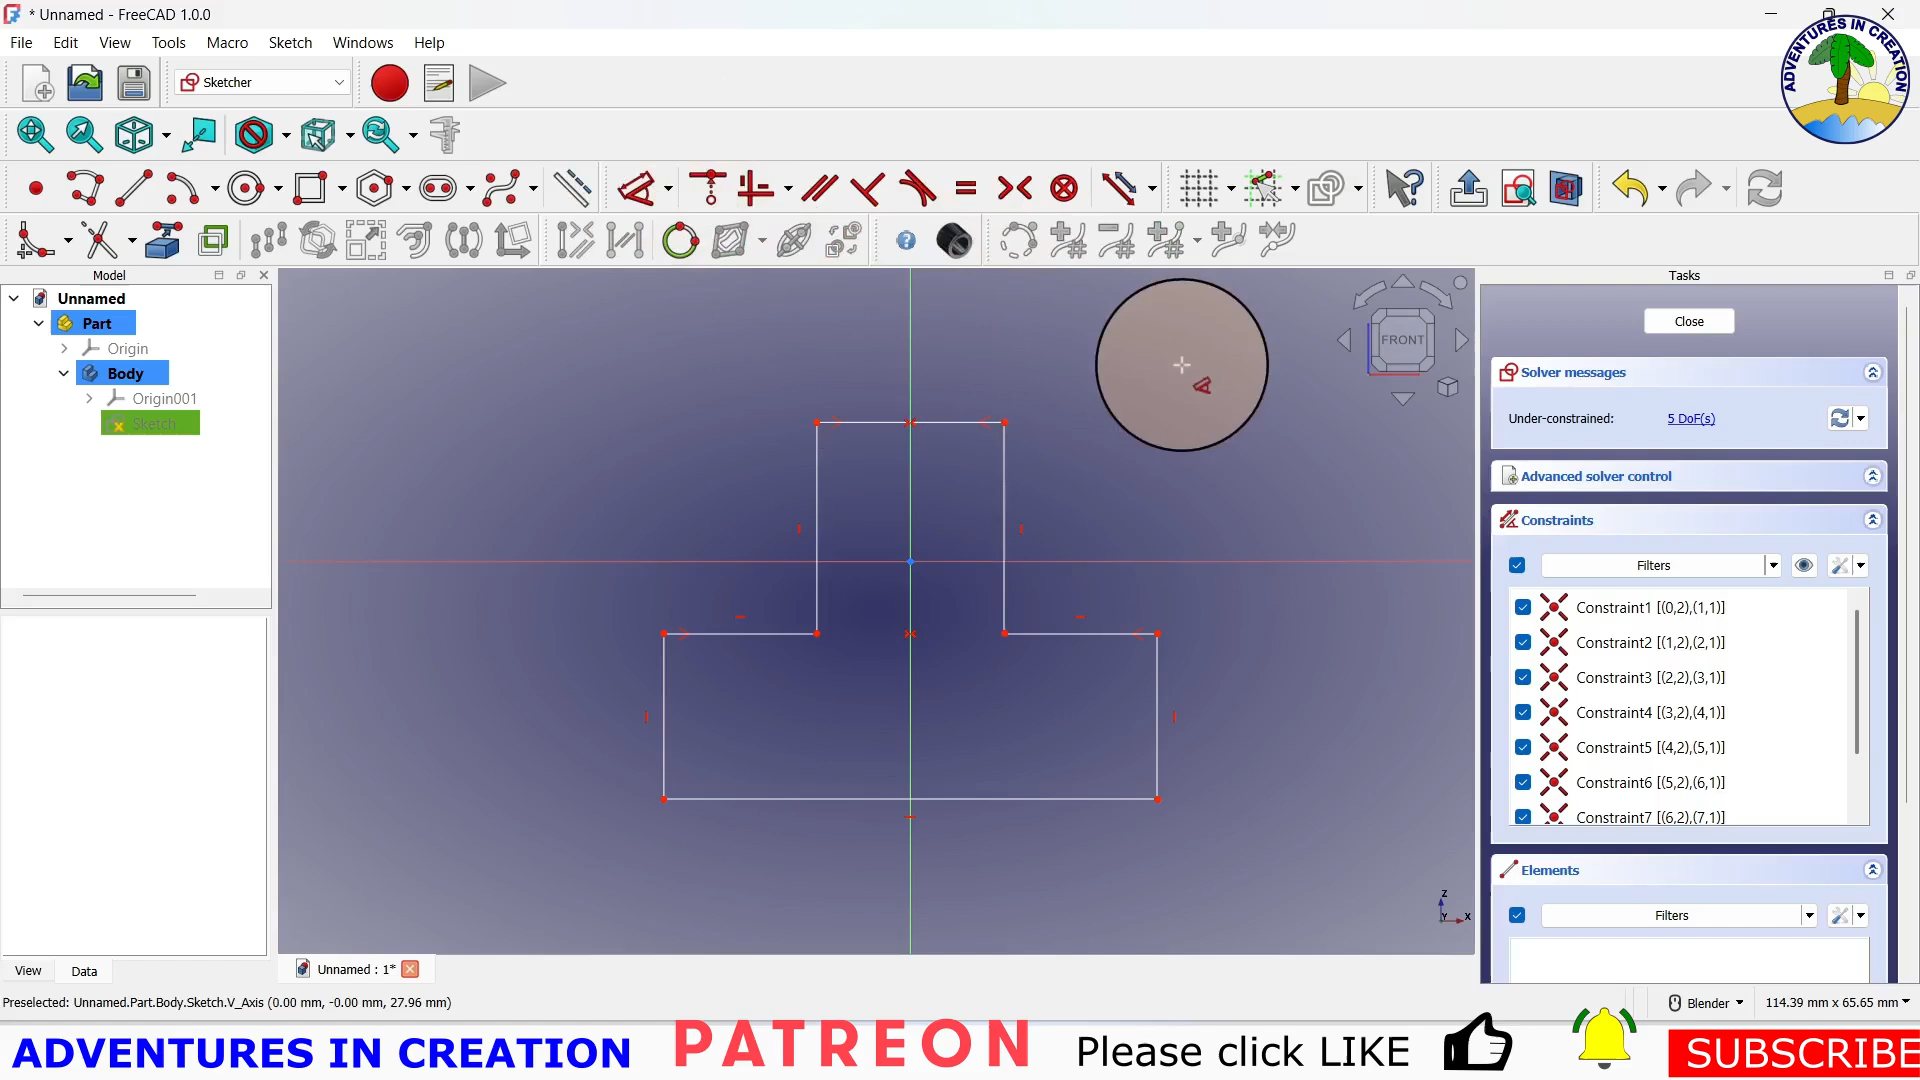 * Unnamed - FreeCAD 1.0.0
File Edit View Tools Macro Sketch Windows Help
ADVENTURES IN CREATION
Sketcher
Model
Unnamed
Part
Origin
Body
Origin001
Sketch
View Data
FRONT
Z
Y X
Unnamed : 1*
Tasks
Close
Solver messages
Under-constrained: 5 DoF(s)
Advanced solver control
Constraints
Filters
Constraint1 [(0,2),(1,1)]
Constraint2 [(1,2),(2,1)]
Constraint3 [(2,2),(3,1)]
Constraint4 [(3,2),(4,1)]
Constraint5 [(4,2),(5,1)]
Constraint6 [(5,2),(6,1)]
Constraint7 [(6,2),(7,1)]
Elements
Filters
Preselected: Unnamed.Part.Body.Sketch.V_Axis (0.00 mm, -0.00 mm, 27.96 mm)
Blender 114.39 mm x 65.65 mm
ADVENTURES IN CREATION PATREON Please click LIKE SUBSCRIBE